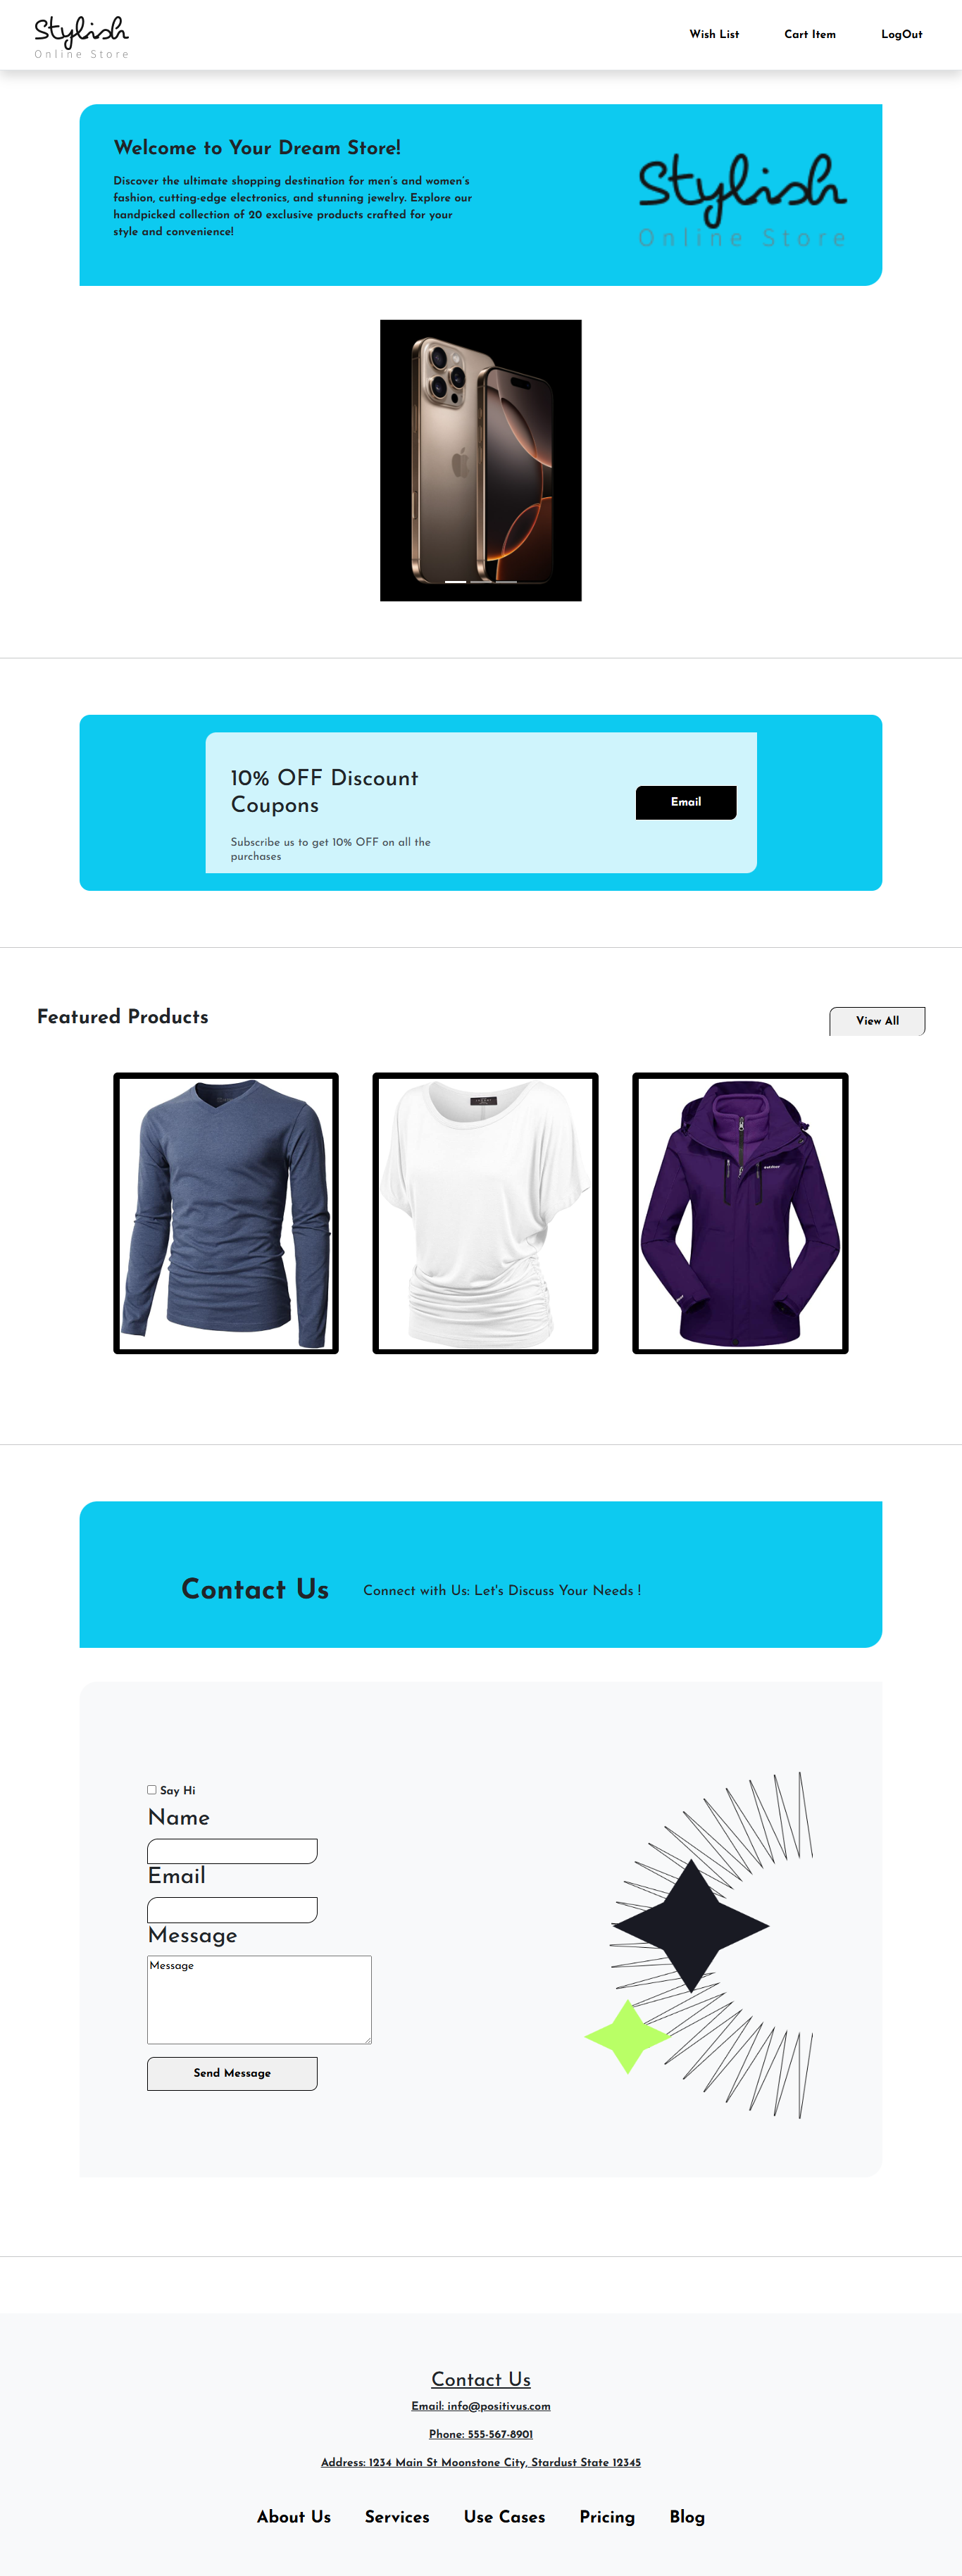 Stylish
Online Store
Wish List
Cart Item
LogOut
Welcome to Your Dream Store!
Discover the ultimate shopping destination for men's and women's
fashion, cutting-edge electronics, and stunning jewelry. Explore our
handpicked collection of 20 exclusive products crafted for your
style and convenience!
Stylish
Online Store
10% OFF Discount
Coupons
Subscribe us to get 10% OFF on all the
purchases
Email
Featured Products
View All
Contact Us
Connect with Us: Let's Discuss Your Needs !
Say Hi
Name
Email
Message
Message
Send Message
Contact Us
Email: info@positivus.com
Phone: 555-567-8901
Address: 1234 Main St Moonstone City, Stardust State 12345
About Us
Services
Use Cases
Pricing
Blog